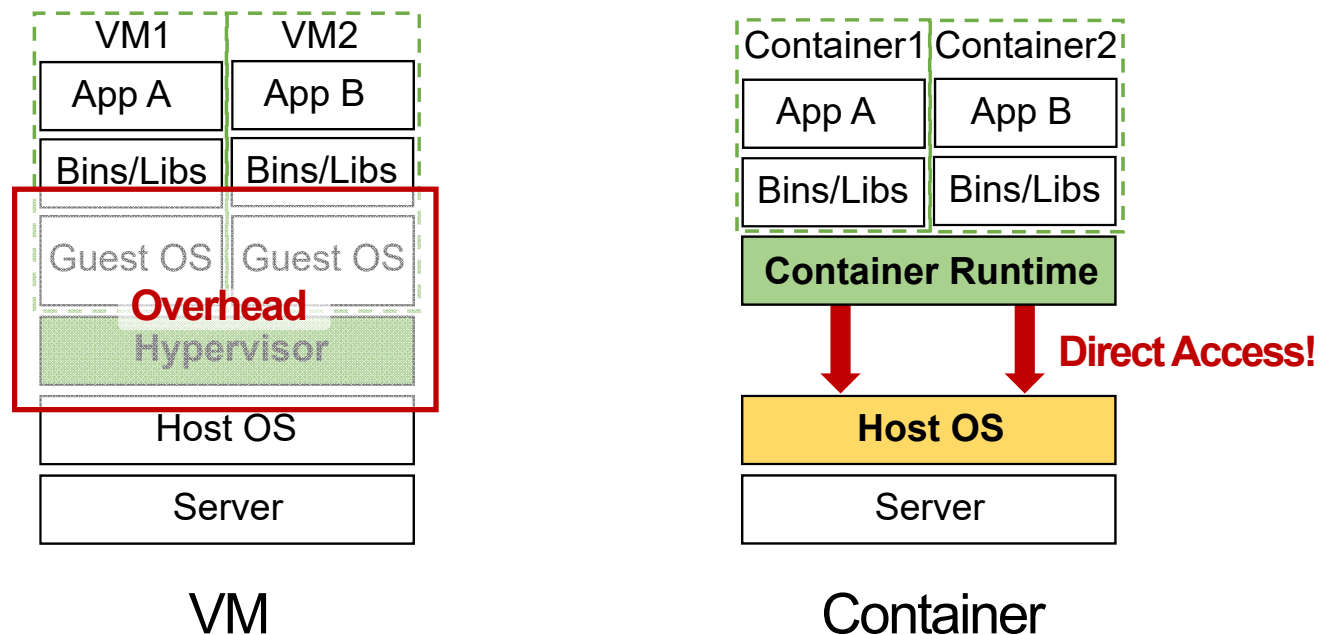 VM1 VM2
App A App B
Bins/Libs Bins/Libs
Guest OS Guest OS
Overhead
Hypervisor
Host OS
Server
VM
Container1 Container2
App A App B
Bins/Libs Bins/Libs
Container Runtime
Direct Access!
Host OS
Server
Container